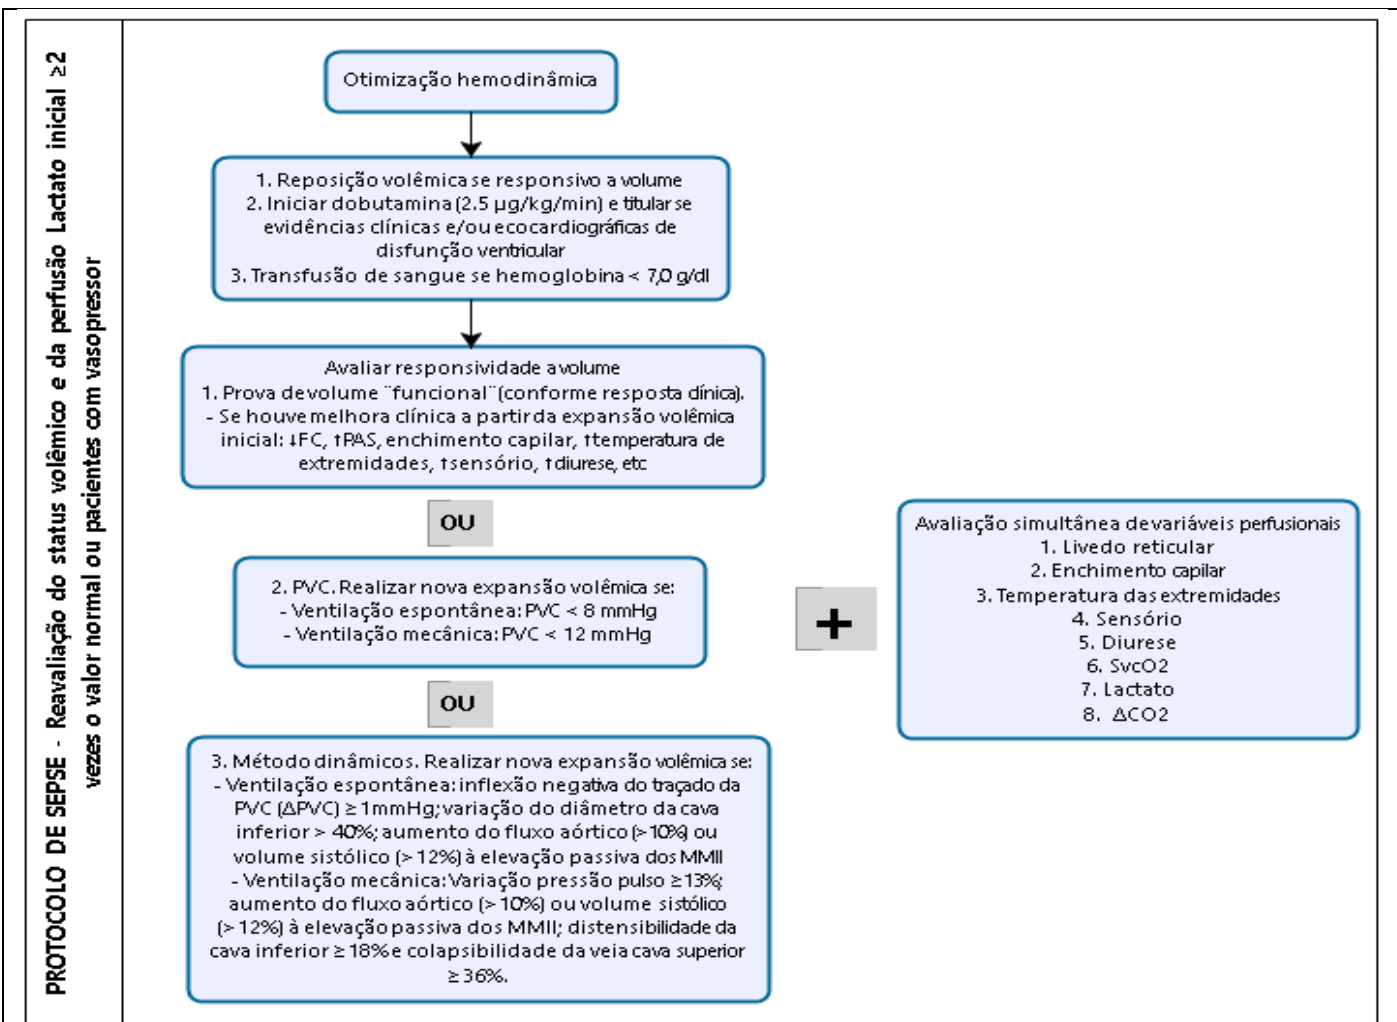 PROTOCOLO DE SEPSE - Reavaliação do status volêmico e da perfusão Lactato inicial ≥2
vezes o valor normal ou pacientes com vasopressor
Otimização hemodinâmica
1. Reposição volêmica se responsivo a volume
2. Iniciar dobutamina (2.5 µg/kg/min) e titular se
evidências clínicas e/ou ecocardiográficas de
disfunção ventricular
3. Transfusão de sangue se hemoglobina < 7,0 g/dl
Avaliar responsividade a volume
1. Prova de volume ¨funcional¨ (conforme resposta clínica).
- Se houve melhora clínica a partir da expansão volêmica
inicial: ↓FC, ↑PAS, enchimento capilar, ↑temperatura de
extremidades, ↑sensório, ↑diurese, etc
OU
2. PVC. Realizar nova expansão volêmica se:
- Ventilação espontânea: PVC < 8 mmHg
- Ventilação mecânica: PVC < 12 mmHg
OU
3. Método dinâmicos. Realizar nova expansão volêmica se:
- Ventilação espontânea: inflexão negativa do traçado da
PVC (ΔPVC) ≥ 1mmHg; variação do diâmetro da cava
inferior > 40%; aumento do fluxo aórtico (>10%) ou
volume sistólico (> 12%) à elevação passiva dos MMII
- Ventilação mecânica: Variação pressão pulso ≥13%;
aumento do fluxo aórtico (> 10%) ou volume sistólico
(> 12%) à elevação passiva dos MMII; distensibilidade da
cava inferior ≥ 18% e colapsibilidade da veia cava superior
≥ 36%.
+
Avaliação simultânea de variáveis perfusionais
1. Livedo reticular
2. Enchimento capilar
3. Temperatura das extremidades
4. Sensório
5. Diurese
6. SvcO2
7. Lactato
8. ΔCO2